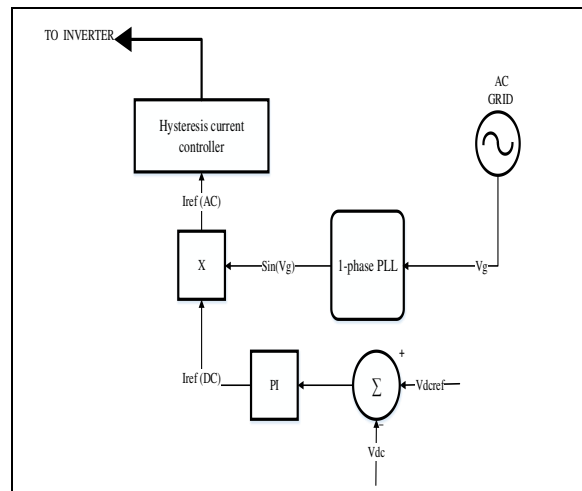 TO INVERTER
AC
GRID
Hysteresis current
controller
Iref (AC)
X
Sin(Vg)
1-phase PLL
Vg
Iref (DC)
PI
∑
+
Vdcref
−
Vdc